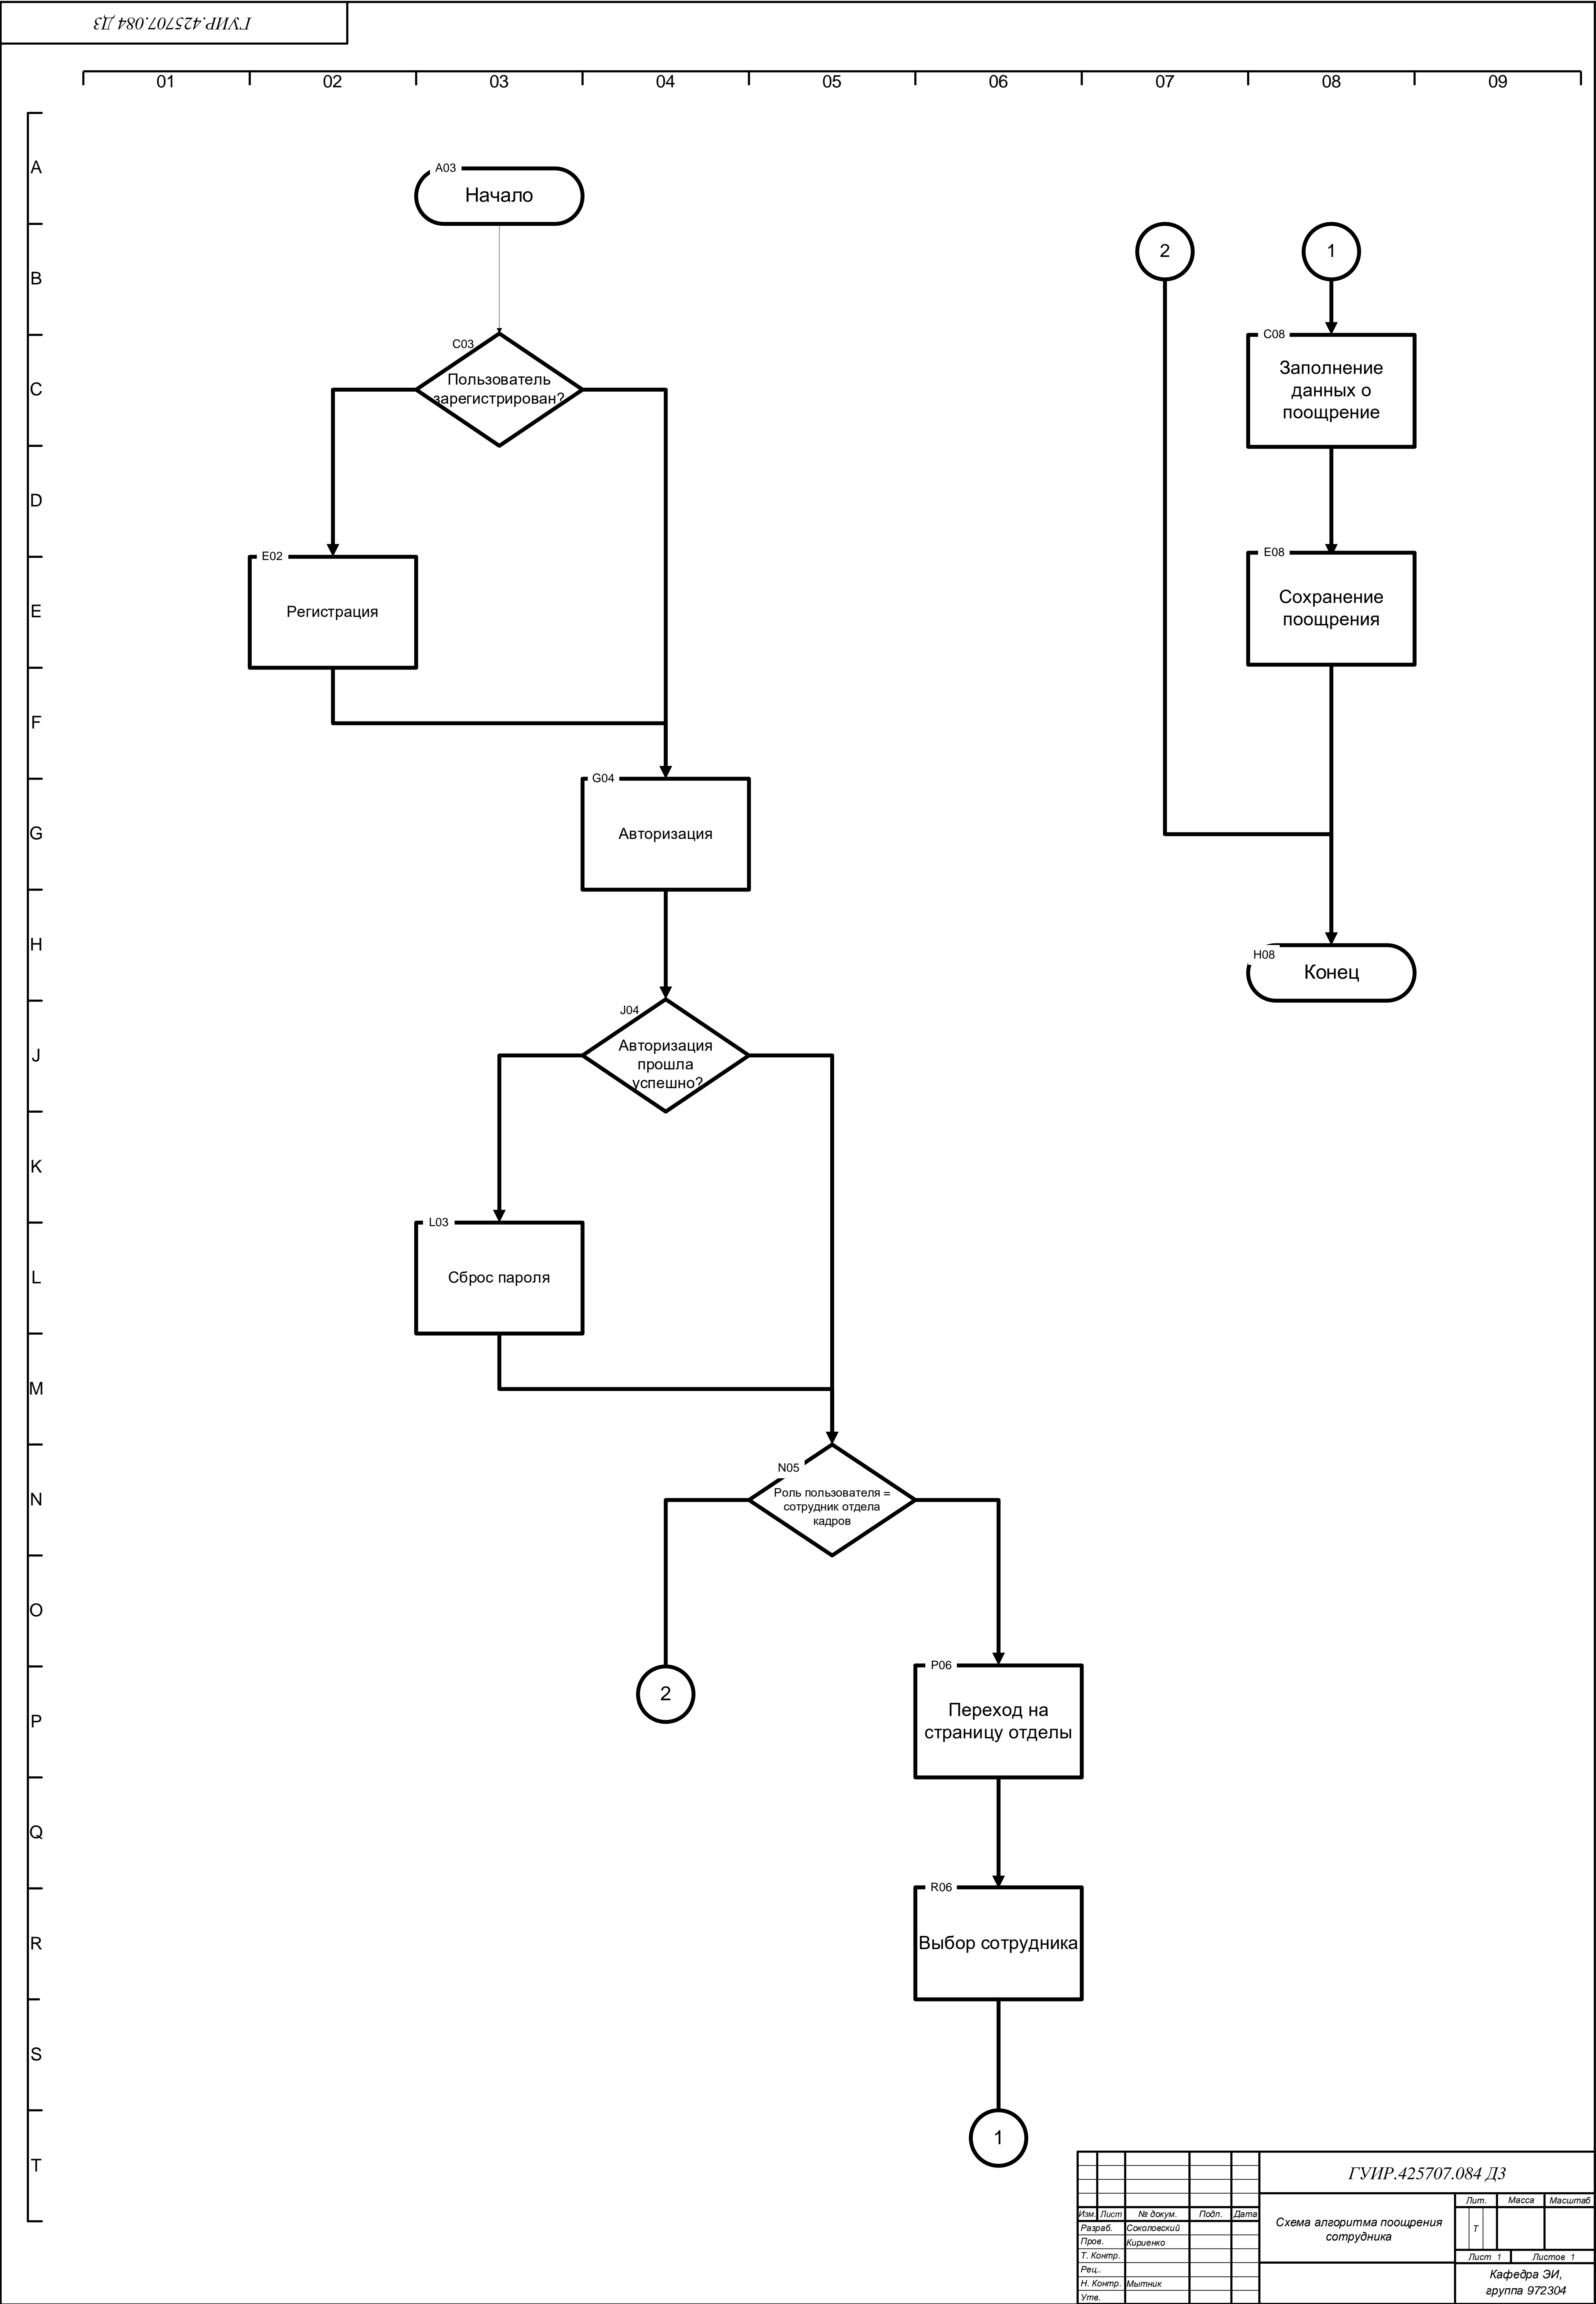 ГУИР.425707.084 Д3
01 02 03 04 05 06 07 08 09
A
B
C
D
E
F
G
H
J
K
L
M
N
O
P
Q
R
S
T
A03
Начало
C03
Пользователь
зарегистрирован?
E02
Регистрация
G04
Авторизация
J04
Авторизация
прошла
успешно?
L03
Сброс пароля
N05
Роль пользователя =
сотрудник отдела
кадров
2
P06
Переход на
страницу отделы
R06
Выбор сотрудника
1
2
1
C08
Заполнение
данных о
поощрение
E08
Сохранение
поощрения
H08
Конец
ГУИР.425707.084 Д3
Изм. Лист № докум. Подп. Дата
Разраб. Соколовский
Пров. Кириенко
Т. Контр.
Рец..
Н. Контр. Мытник
Утв.
Схема алгоритма поощрения
сотрудника
Лит. Масса Масштаб
Т
Лист 1 Листов 1
Кафедра ЭИ,
группа 972304